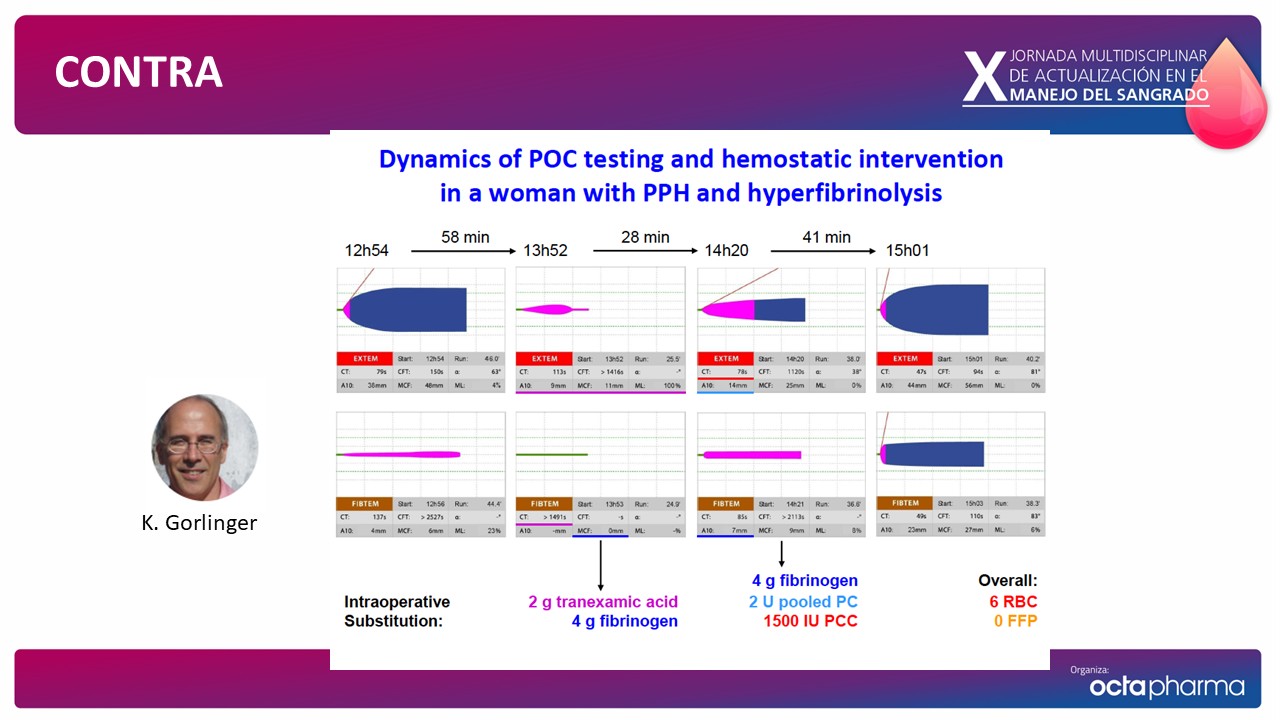 CONTRA
X JORNADA MULTIDISCIPLINAR
DE ACTUALIZACIÓN EN EL
MANEJO DEL SANGRADO
Dynamics of POC testing and hemostatic intervention
in a woman with PPH and hyperfibrinolysis
12h54 58 min 13h52 28 min 14h20 41 min 15h01
EXTEM Start: 12h54 Run: 46.0'
CT: 79s CFT: 150s α: 63°
A10: 38mm MCF: 48mm ML: 4%
EXTEM Start: 13h52 Run: 25.5'
CT: 113s CFT: > 1416s α: -°
A10: 9mm MCF: 11mm ML: 100%
EXTEM Start: 14h20 Run: 38.0'
CT: 78s CFT: 1120s α: 38°
A10: 14mm MCF: 25mm ML: 0%
EXTEM Start: 15h01 Run: 40.2'
CT: 47s CFT: 94s α: 81°
A10: 44mm MCF: 56mm ML: 0%
FIBTEM Start: 12h56 Run: 44.4'
CT: 137s CFT: > 2527s α: -°
A10: 4mm MCF: 6mm ML: 23%
FIBTEM Start: 13h53 Run: 24.9'
CT: > 1491s CFT: -s α: -°
A10: -mm MCF: 0mm ML: -%
FIBTEM Start: 14h21 Run: 36.6'
CT: 85s CFT: > 2113s α: -°
A10: 7mm MCF: 9mm ML: 8%
FIBTEM Start: 15h03 Run: 38.3'
CT: 49s CFT: 110s α: 83°
A10: 23mm MCF: 27mm ML: 6%
K. Gorlinger
Intraoperative
Substitution:
2 g tranexamic acid
4 g fibrinogen
4 g fibrinogen
2 U pooled PC
1500 IU PCC
Overall:
6 RBC
0 FFP
Organiza:
octapharma